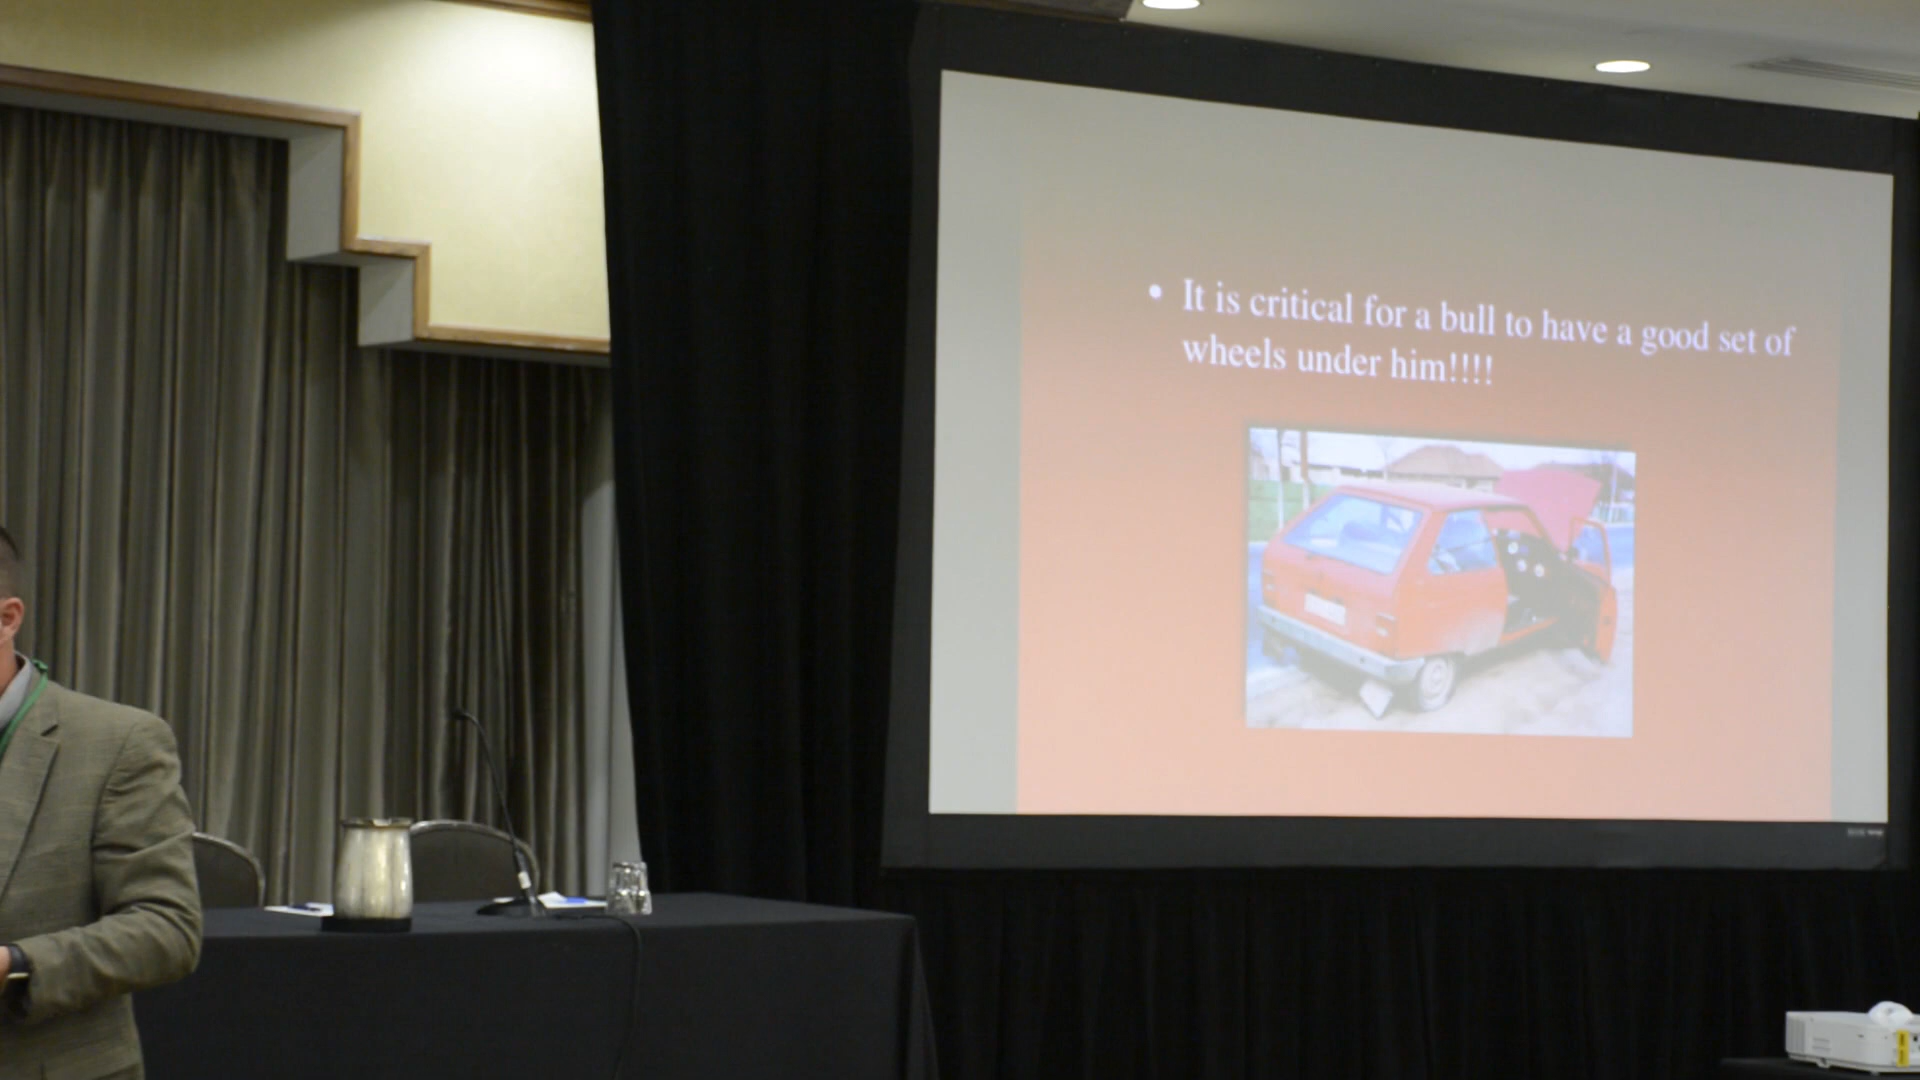 • It is critical for a bull to have a good set of
wheels under him!!!!